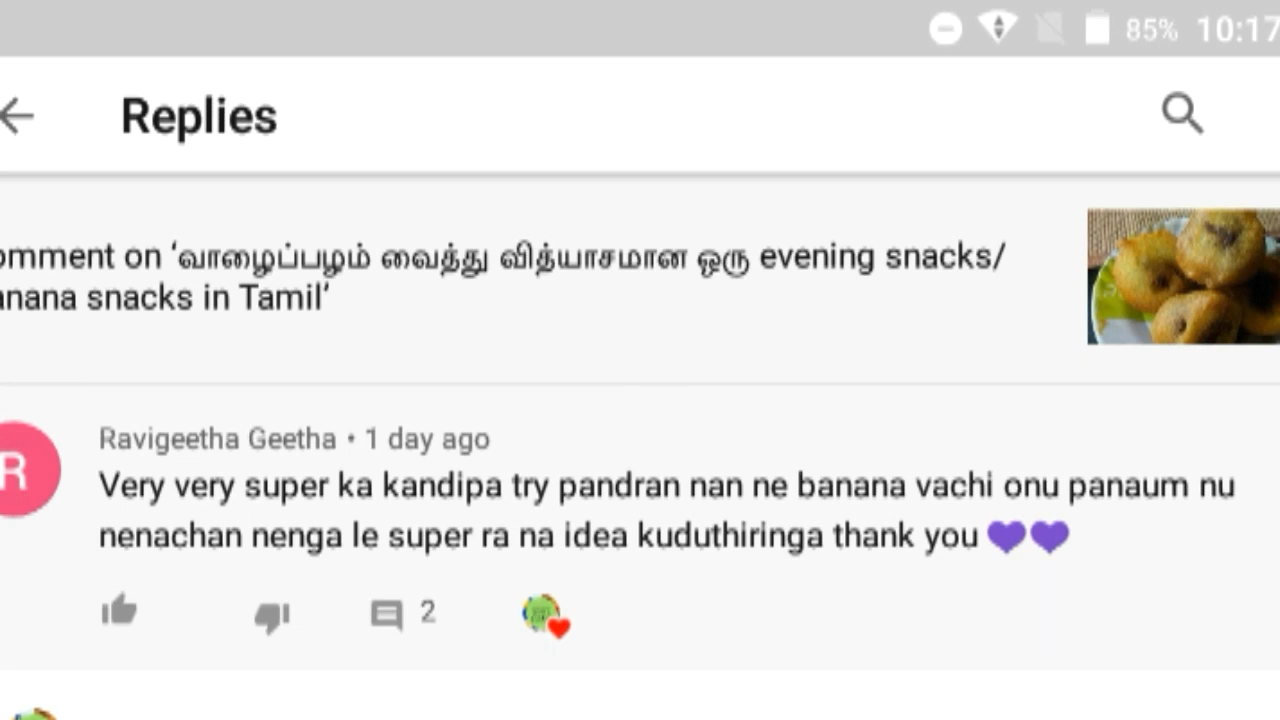 85% 10:17
Replies
omment on ‘வாழைப்பழம் வைத்து வித்யாசமான ஒரு evening snacks/
anana snacks in Tamil’
R
Ravigeetha Geetha • 1 day ago
Very very super ka kandipa try pandran nan ne banana vachi onu panaum nu
nenachan nenga le super ra na idea kuduthiringa thank you 💜💜
2